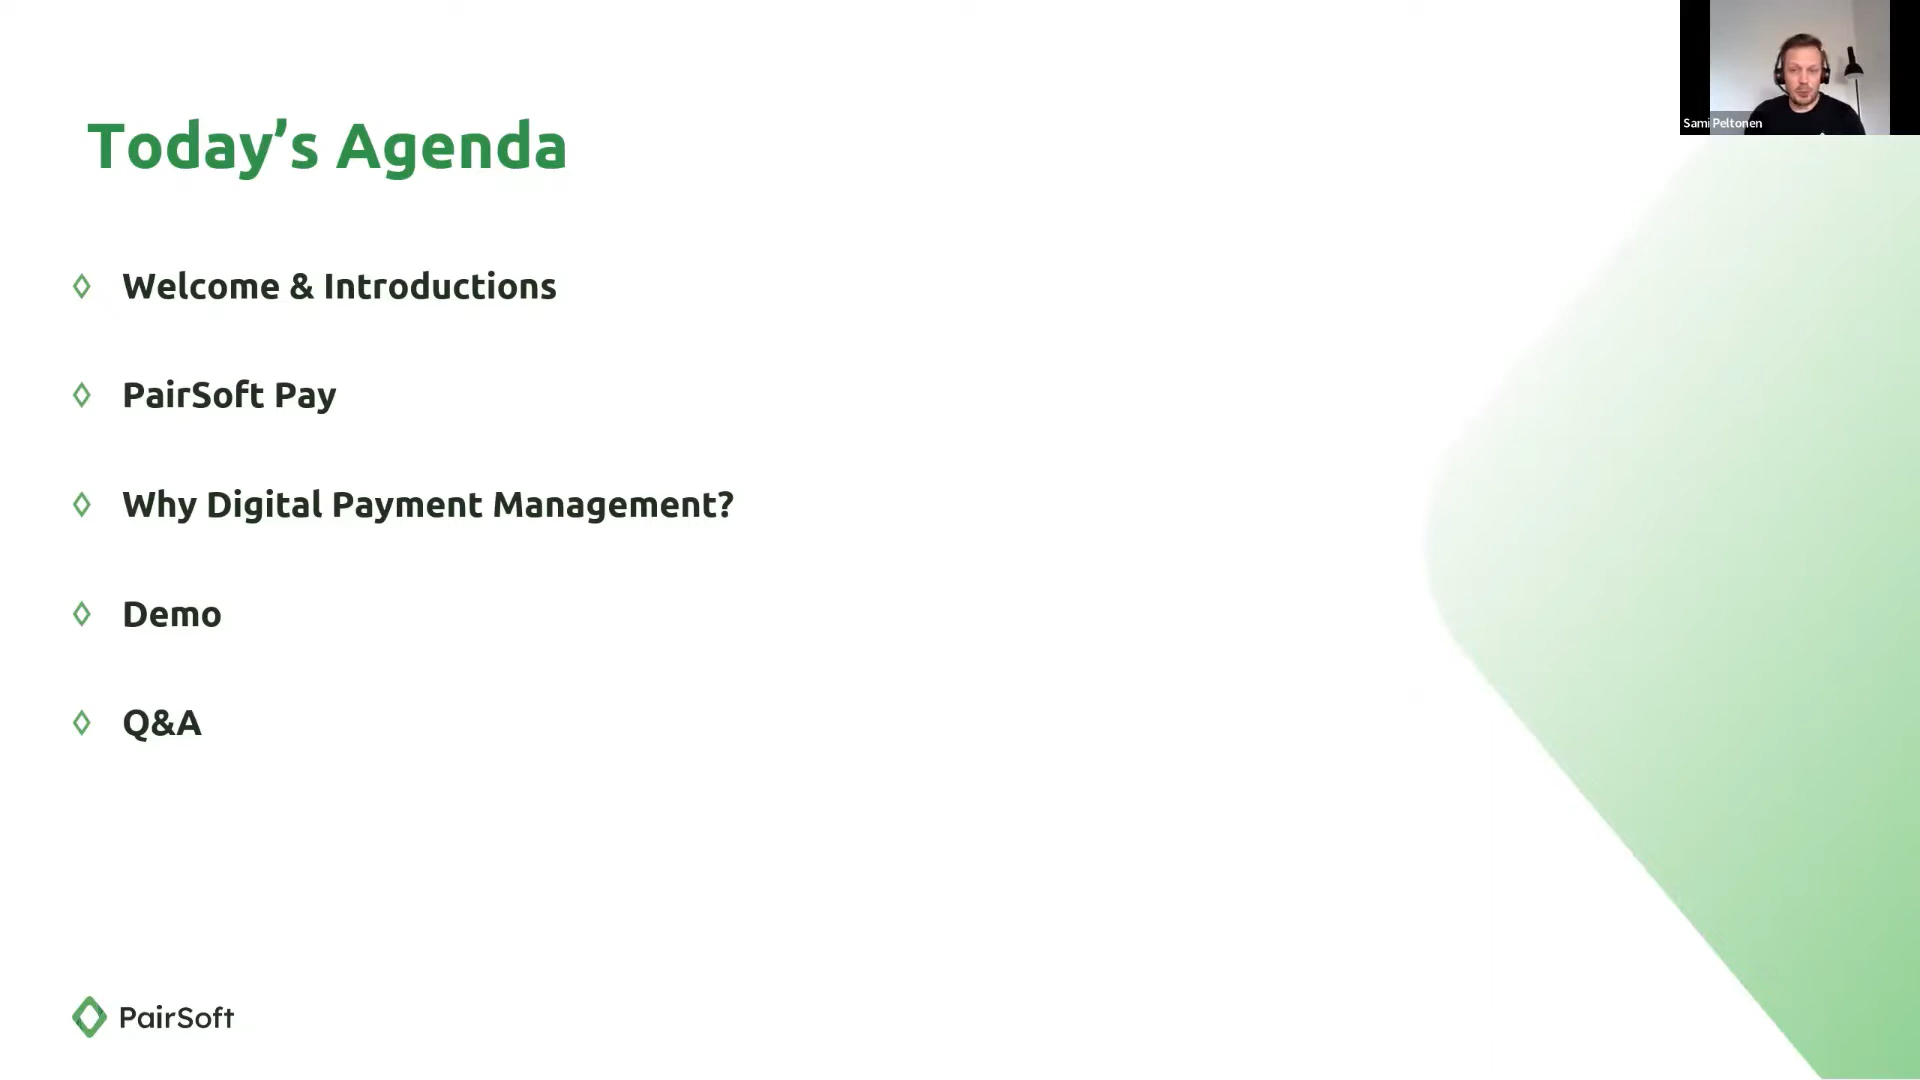 Sami Peltonen
Today’s Agenda
◊ Welcome & Introductions
◊ PairSoft Pay
◊ Why Digital Payment Management?
◊ Demo
◊ Q&A
PairSoft